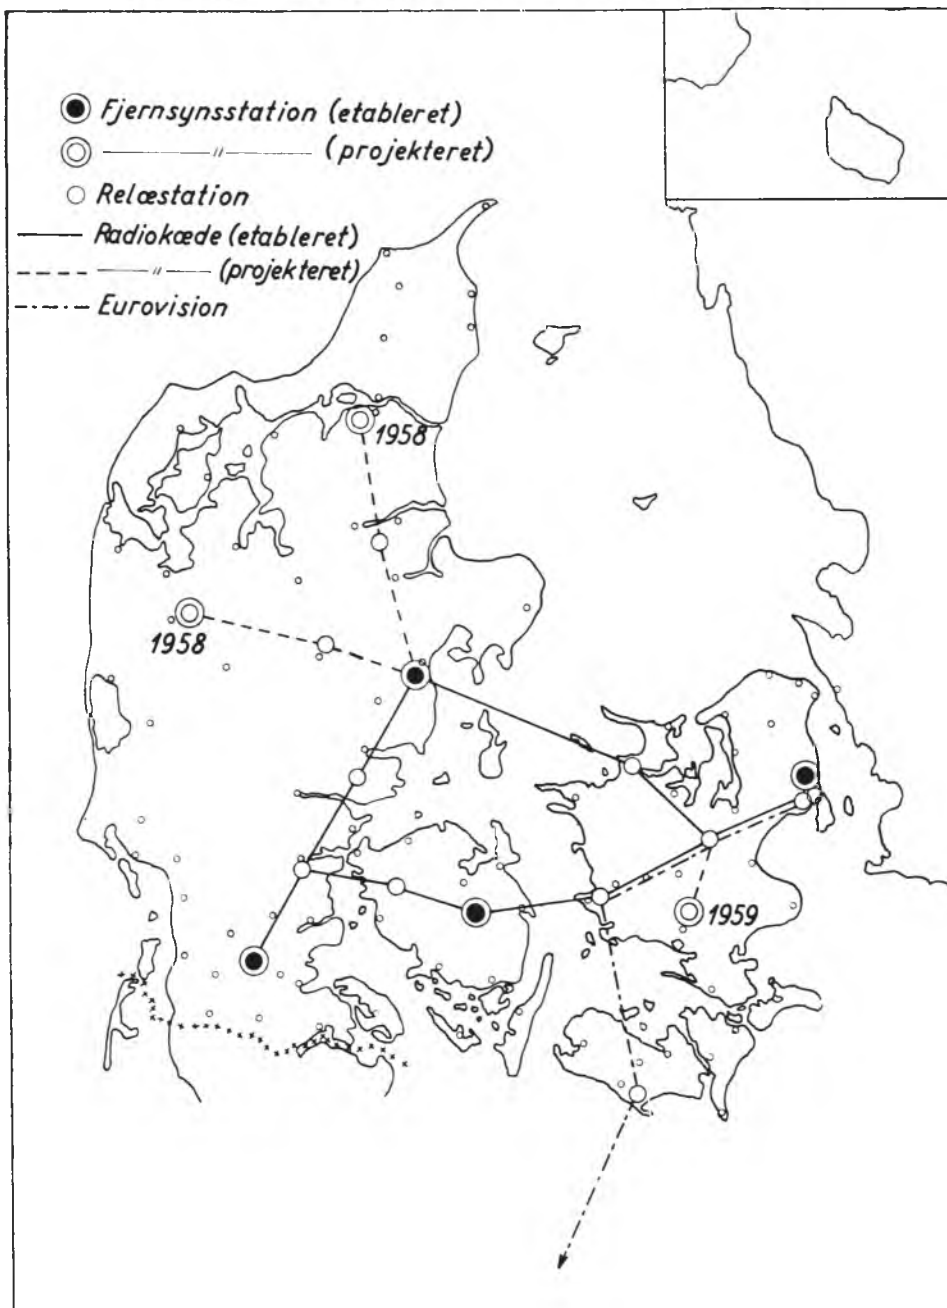 Fjernsynsstation (etableret)
—〃— (projekteret)
Relæstation
Radiokæde (etableret)
—〃— (projekteret)
Eurovision
1958
1958
1959